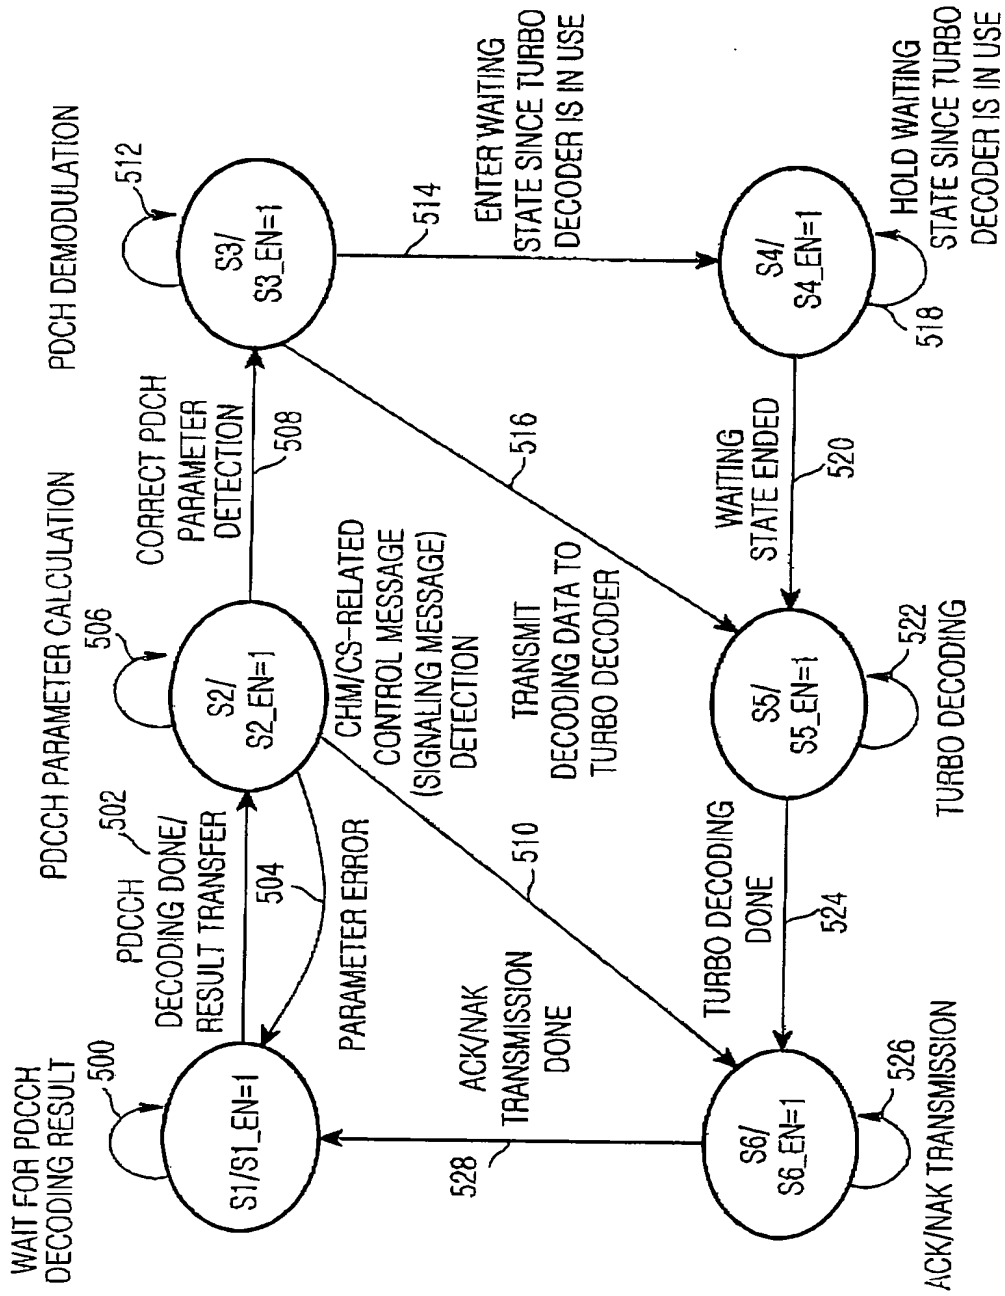 WAIT FOR PDCCH
DECODING RESULT
500
S1/S1_EN=1
PDCCH
DECODING DONE/
RESULT TRANSFER
502
504
PARAMETER ERROR
PDCCH PARAMETER CALCULATION
506
S2/
S2_EN=1
CORRECT PDCH
PARAMETER
DETECTION
508
PDCH DEMODULATION
512
S3/
S3_EN=1
CHM/CS-RELATED
CONTROL MESSAGE
(SIGNALING MESSAGE)
DETECTION
510
ENTER WAITING
STATE SINCE TURBO
DECODER IS IN USE
514
516
TRANSMIT
DECODING DATA TO
TURBO DECODER
ACK/NAK
TRANSMISSION
DONE
528
S6/
S6_EN=1
526
ACK/NAK TRANSMISSION
TURBO DECODING
DONE
524
S5/
S5_EN=1
522
TURBO DECODING
WAITING
STATE ENDED
520
S4/
S4_EN=1
518
HOLD WAITING
STATE SINCE TURBO
DECODER IS IN USE